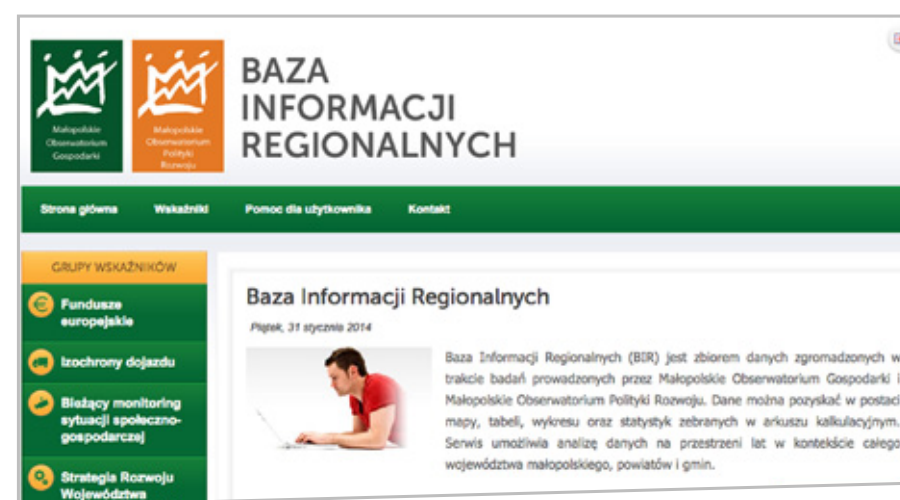 Małopolskie
Obserwatorium
Gospodarki
Małopolskie
Obserwatorium
Polityki
Rozwoju
BAZA
INFORMACJI
REGIONALNYCH
Strona główna
Wskaźniki
Pomoc dla użytkownika
Kontakt
GRUPY WSKAŹNIKÓW
Fundusze
europejskie
Izochrony dojazdu
Bieżący monitoring
sytuacji społeczno-
gospodarczej
Strategia Rozwoju
Województwa
Baza Informacji Regionalnych
Piątek, 31 stycznia 2014
Baza Informacji Regionalnych (BIR) jest zbiorem danych zgromadzonych w
trakcie badań prowadzonych przez Małopolskie Obserwatorium Gospodarki i
Małopolskie Obserwatorium Polityki Rozwoju. Dane można pozyskać w postaci
mapy, tabeli, wykresu oraz statystyk zebranych w arkuszu kalkulacyjnym.
Serwis umożliwia analizę danych na przestrzeni lat w kontekście całego
województwa małopolskiego, powiatów i gmin.